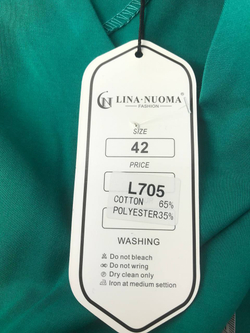 LINA·NUOMA®
FASHION
SIZE
42
PRICE
L705
COTTON 65%
POLYESTER35%
WASHING
Do not bleach
Do not wring
Dry clean only
Iron at medium settion